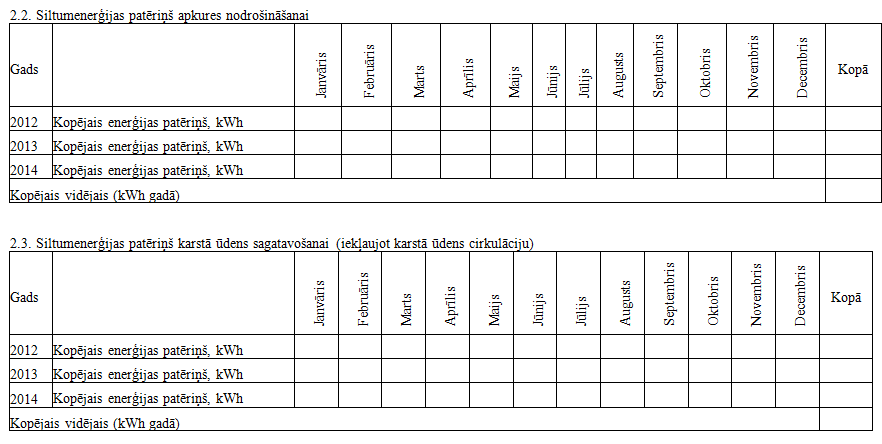 2.2. Siltumenerģijas patēriņš apkures nodrošināšanai
Gads Janvāris Februāris Marts Aprīlis Maijs Jūnijs Jūlijs Augusts Septembris Oktobris Novembris Decembris Kopā
2012 Kopējais enerģijas patēriņš, kWh
2013 Kopējais enerģijas patēriņš, kWh
2014 Kopējais enerģijas patēriņš, kWh
Kopējais vidējais (kWh gadā)
2.3. Siltumenerģijas patēriņš karstā ūdens sagatavošanai (iekļaujot karstā ūdens cirkulāciju)
Gads Janvāris Februāris Marts Aprīlis Maijs Jūnijs Jūlijs Augusts Septembris Oktobris Novembris Decembris Kopā
2012 Kopējais enerģijas patēriņš, kWh
2013 Kopējais enerģijas patēriņš, kWh
2014 Kopējais enerģijas patēriņš, kWh
Kopējais vidējais (kWh gadā)